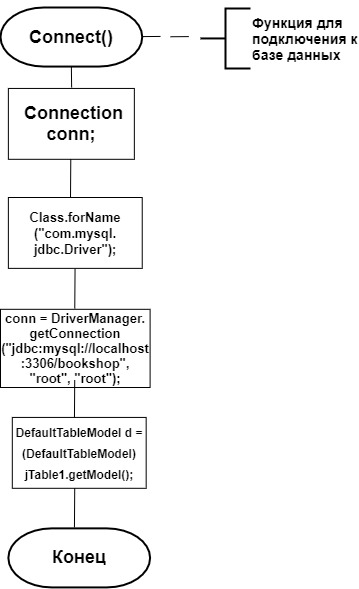 Connect()
Функция для
подключения к
базе данных
Connection
conn;
Class.forName
("com.mysql.
jdbc.Driver");
conn = DriverManager.
getConnection
("jdbc:mysql://localhost
:3306/bookshop",
"root", "root");
DefaultTableModel d =
(DefaultTableModel)
jTable1.getModel();
Конец